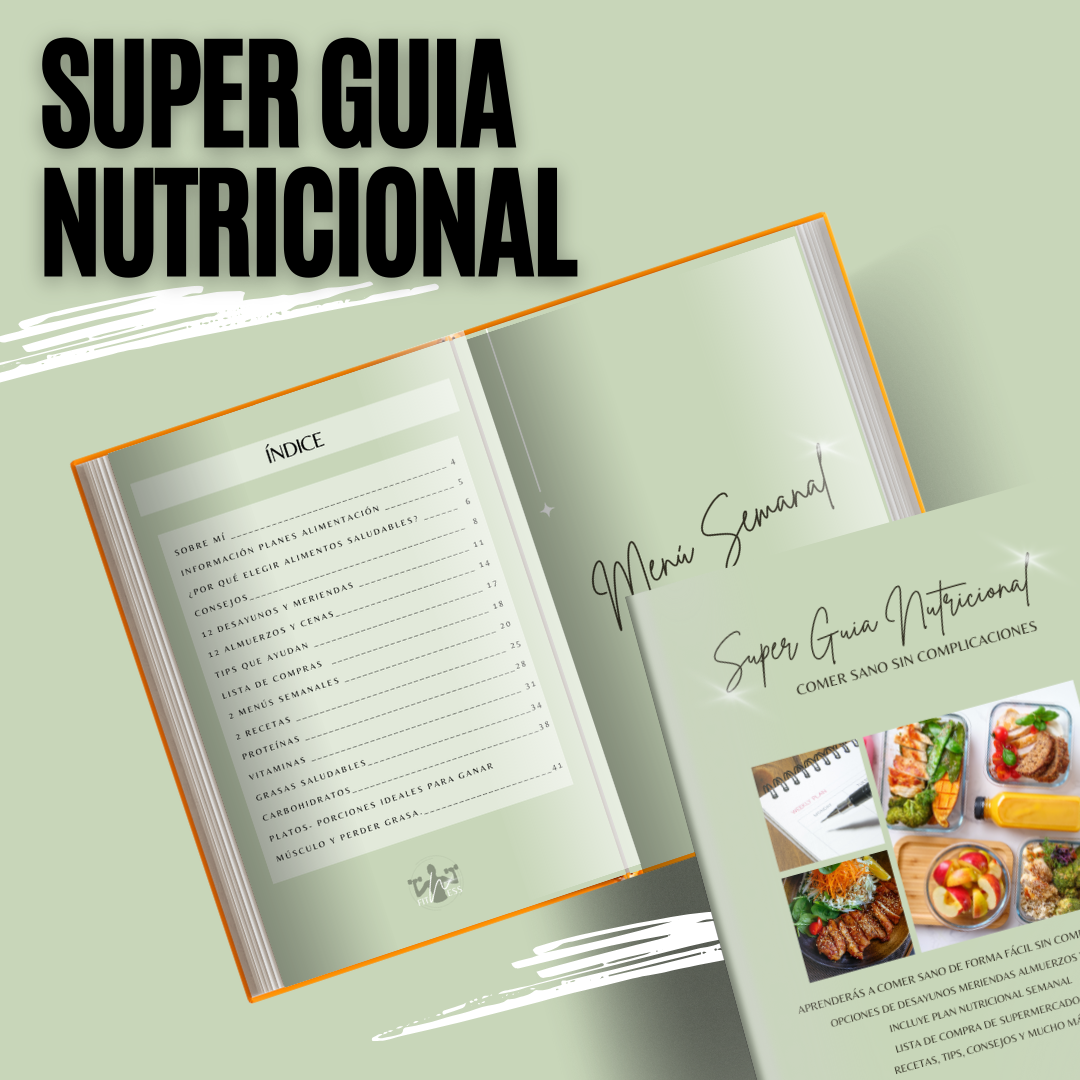 SUPER GUIA
NUTRICIONAL
ÍNDICE
SOBRE MÍ 4
INFORMACIÓN PLANES ALIMENTACIÓN 5
¿POR QUÉ ELEGIR ALIMENTOS SALUDABLES? 6
CONSEJOS 8
12 DESAYUNOS Y MERIENDAS 11
12 ALMUERZOS Y CENAS 14
TIPS QUE AYUDAN 17
LISTA DE COMPRAS 18
2 MENÚS SEMANALES 20
2 RECETAS 25
PROTEÍNAS 28
VITAMINAS 31
GRASAS SALUDABLES 34
CARBOHIDRATOS 38
PLATOS- PORCIONES IDEALES PARA GANAR
MÚSCULO Y PERDER GRASA. 41
FITNESS
Menú Semanal
Super Guia Nutricional
COMER SANO SIN COMPLICACIONES
WEEKLY PLAN
APRENDERÁS A COMER SANO DE FORMA FÁCIL SIN
OPCIONES DE DESAYUNOS MERIENDAS ALMUERZOS
INCLUYE PLAN NUTRICIONAL SEMANAL
LISTA DE COMPRA DE SUPERMERCADO
RECETAS, TIPS, CONSEJOS Y MUCHO